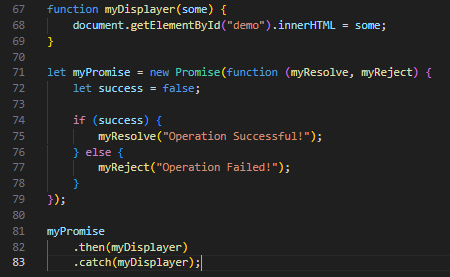 67 function myDisplayer(some) {
68     document.getElementById("demo").innerHTML = some;
69 }
70
71 let myPromise = new Promise(function (myResolve, myReject) {
72     let success = false;
73
74     if (success) {
75         myResolve("Operation Successful!");
76     } else {
77         myReject("Operation Failed!");
78     }
79 });
80
81 myPromise
82     .then(myDisplayer)
83     .catch(myDisplayer);